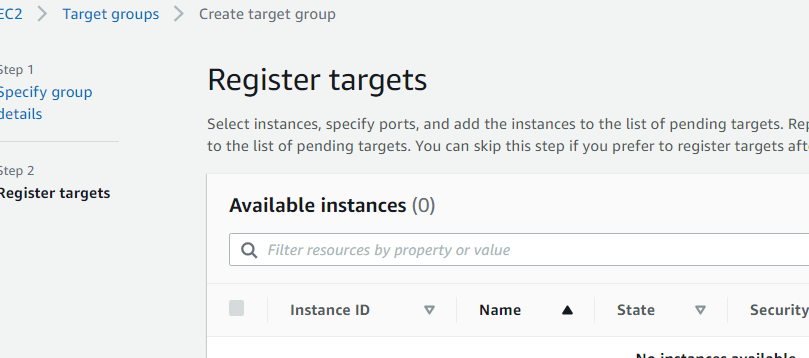 EC2 > Target groups > Create target group
Step 1
Specify group
details
Step 2
Register targets
Register targets
Select instances, specify ports, and add the instances to the list of pending targets.
to the list of pending targets. You can skip this step if you prefer to register targets
Available instances (0)
Filter resources by property or value
Instance ID Name State Security
No instances available